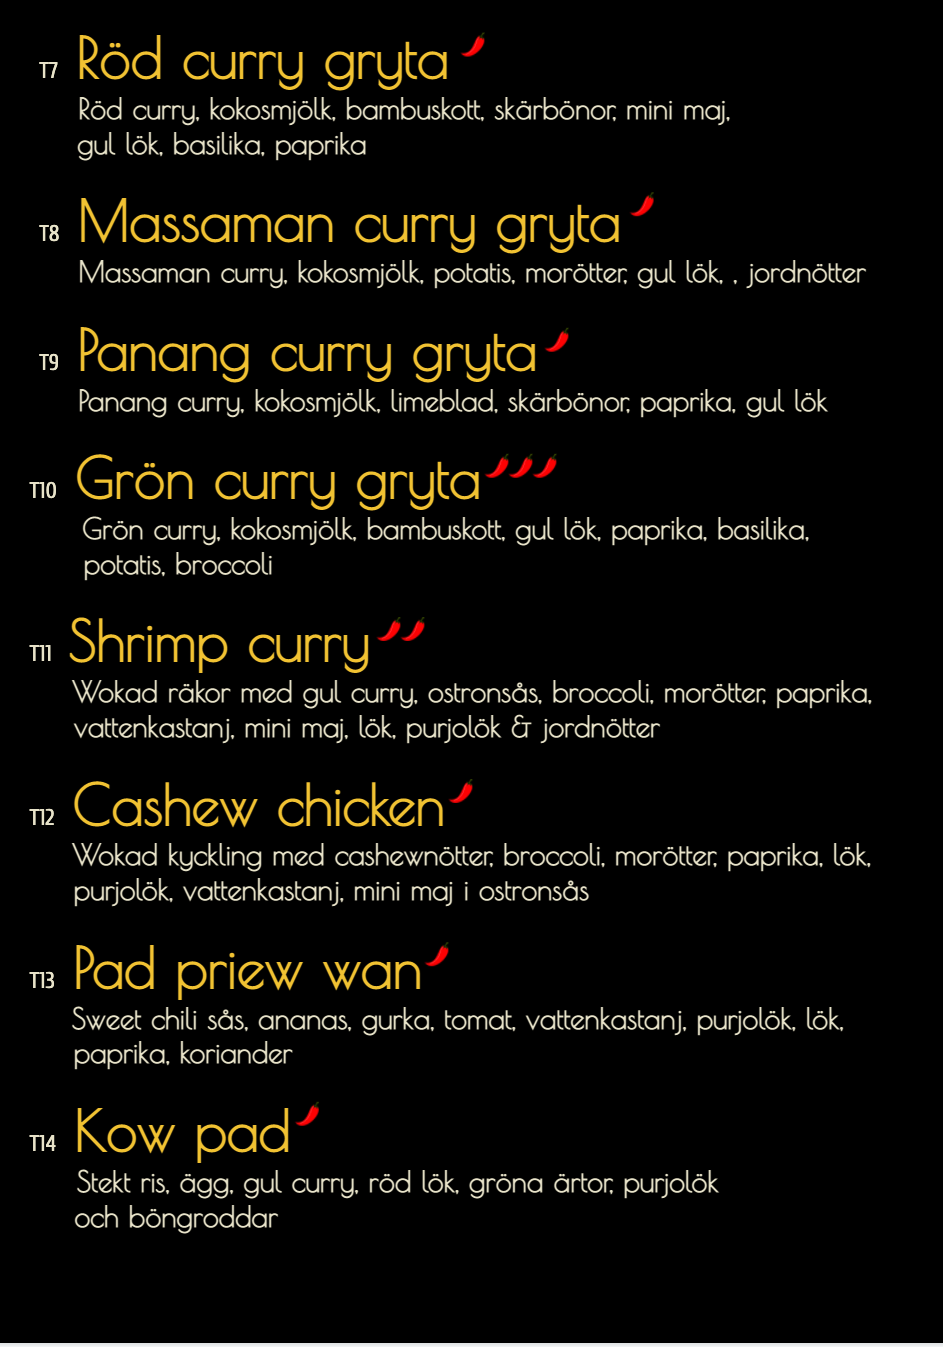 T7 Röd curry gryta
Röd curry, kokosmjölk, bambuskott, skärbönor, mini maj,
gul lök, basilika, paprika
T8 Massaman curry gryta
Massaman curry, kokosmjölk, potatis, morötter, gul lök, , jordnötter
T9 Panang curry gryta
Panang curry, kokosmjölk, limeblad, skärbönor, paprika, gul lök
T10 Grön curry gryta
Grön curry, kokosmjölk, bambuskott, gul lök, paprika, basilika,
potatis, broccoli
T11 Shrimp curry
Wokad räkor med gul curry, ostronsås, broccoli, morötter, paprika,
vattenkastanj, mini maj, lök, purjolök & jordnötter
T12 Cashew chicken
Wokad kyckling med cashewnötter, broccoli, morötter, paprika, lök,
purjolök, vattenkastanj, mini maj i ostronsås
T13 Pad priew wan
Sweet chili sås, ananas, gurka, tomat, vattenkastanj, purjolök, lök,
paprika, koriander
T14 Kow pad
Stekt ris, ägg, gul curry, röd lök, gröna ärtor, purjolök
och böngroddar